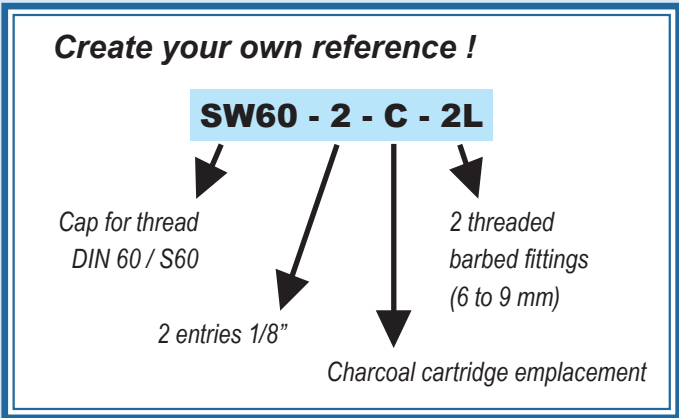 Create your own reference !
SW60 - 2 - C - 2L
Cap for thread
DIN 60 / S60
2 threaded
barbed fittings
(6 to 9 mm)
2 entries 1/8”
Charcoal cartridge emplacement